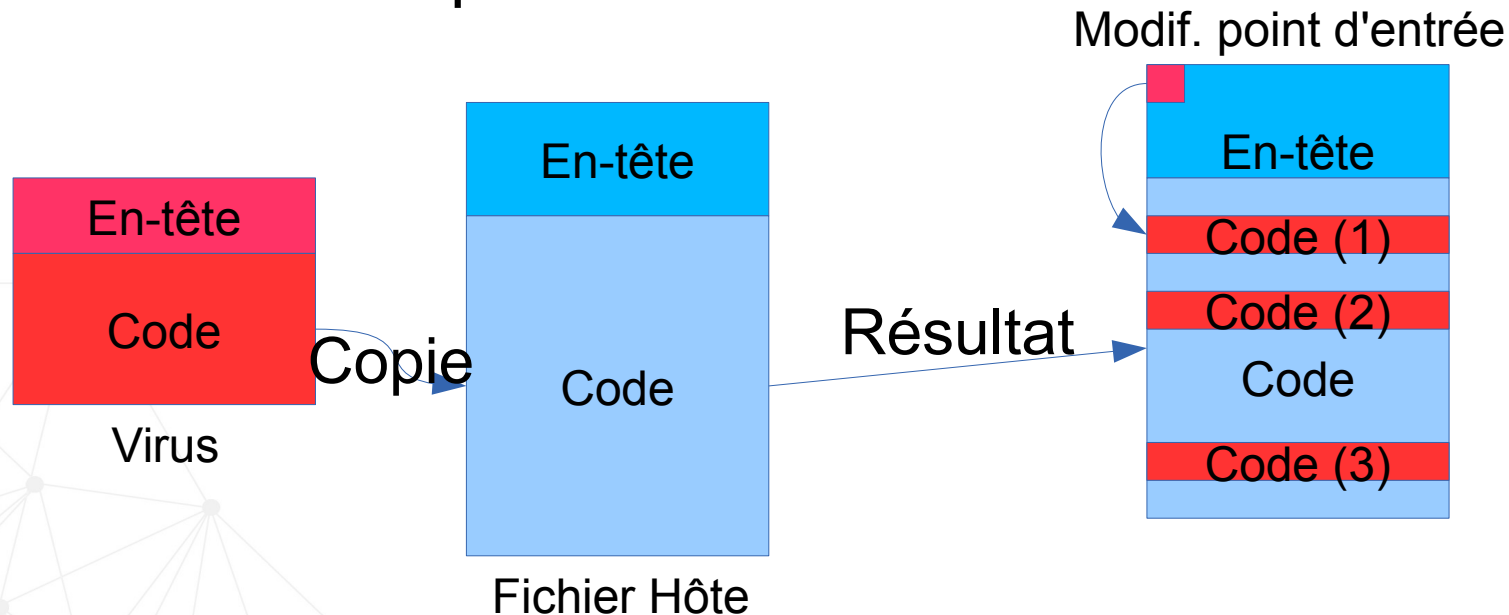 Modif. point d'entrée
En-tête
Code
Virus
Copie
En-tête
Code
Fichier Hôte
Résultat
En-tête
Code (1)
Code (2)
Code
Code (3)